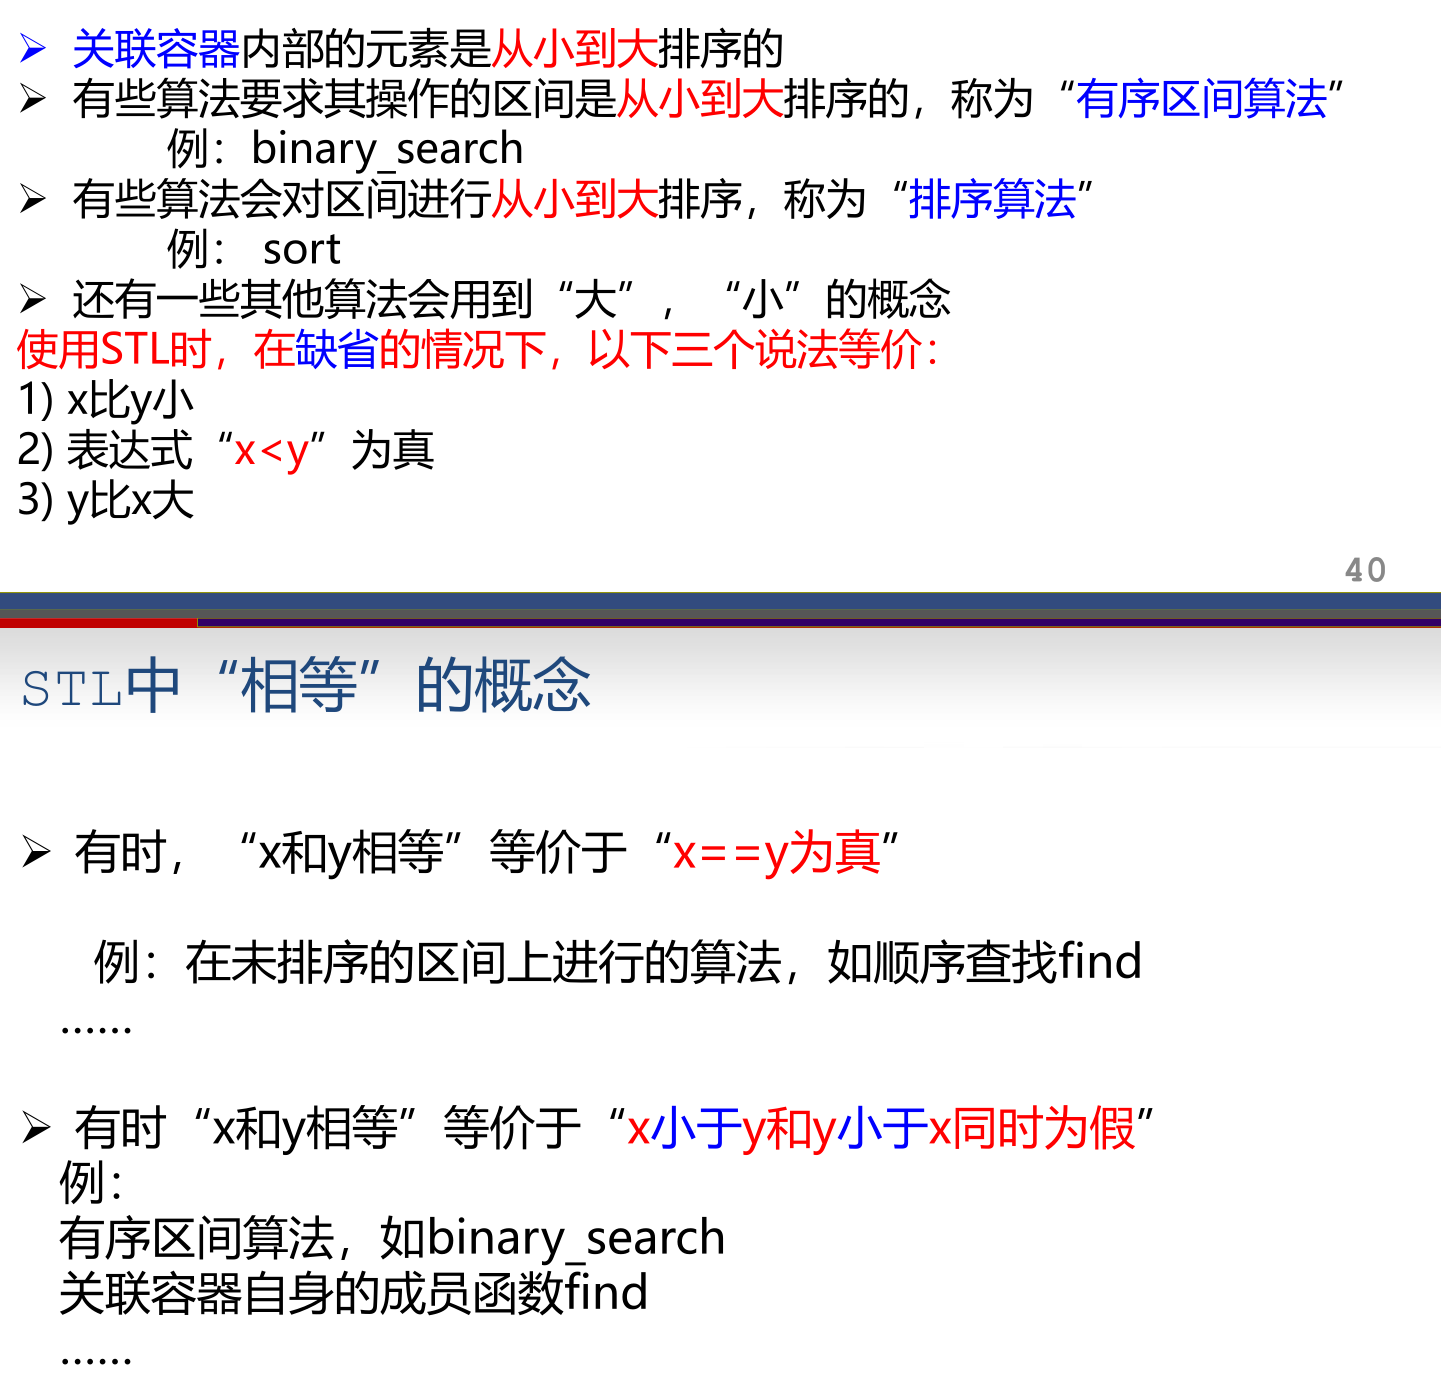 ➢ 关联容器内部的元素是从小到大排序的
➢ 有些算法要求其操作的区间是从小到大排序的，称为“有序区间算法”
例：binary_search
➢ 有些算法会对区间进行从小到大排序，称为“排序算法”
例： sort
➢ 还有一些其他算法会用到“大”，“小”的概念
使用STL时，在缺省的情况下，以下三个说法等价：
1) x比y小
2) 表达式“x<y”为真
3) y比x大
40
STL中“相等”的概念
➢ 有时，“x和y相等”等价于“x==y为真”
例：在未排序的区间上进行的算法，如顺序查找find
……
➢ 有时“x和y相等”等价于“x小于y和y小于x同时为假”
例：
有序区间算法，如binary_search
关联容器自身的成员函数find
……